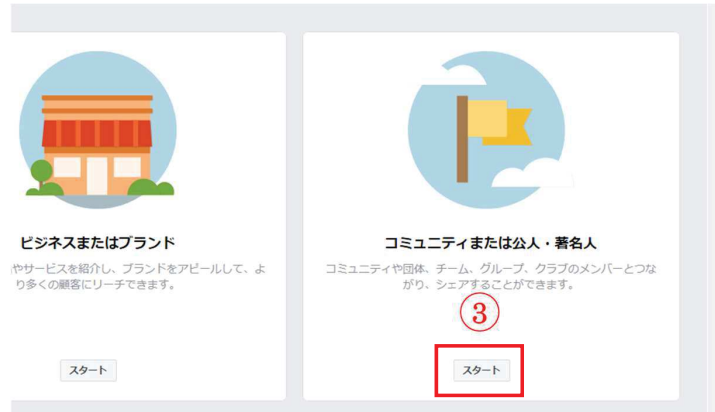 ビジネスまたはブランド
やサービスを紹介し、ブランドをアピールして、よ
り多くの顧客にリーチできます。
スタート
コミュニティまたは公人・著名人
コミュニティや団体、チーム、グループ、クラブのメンバーとつな
がり、シェアすることができます。
③
スタート